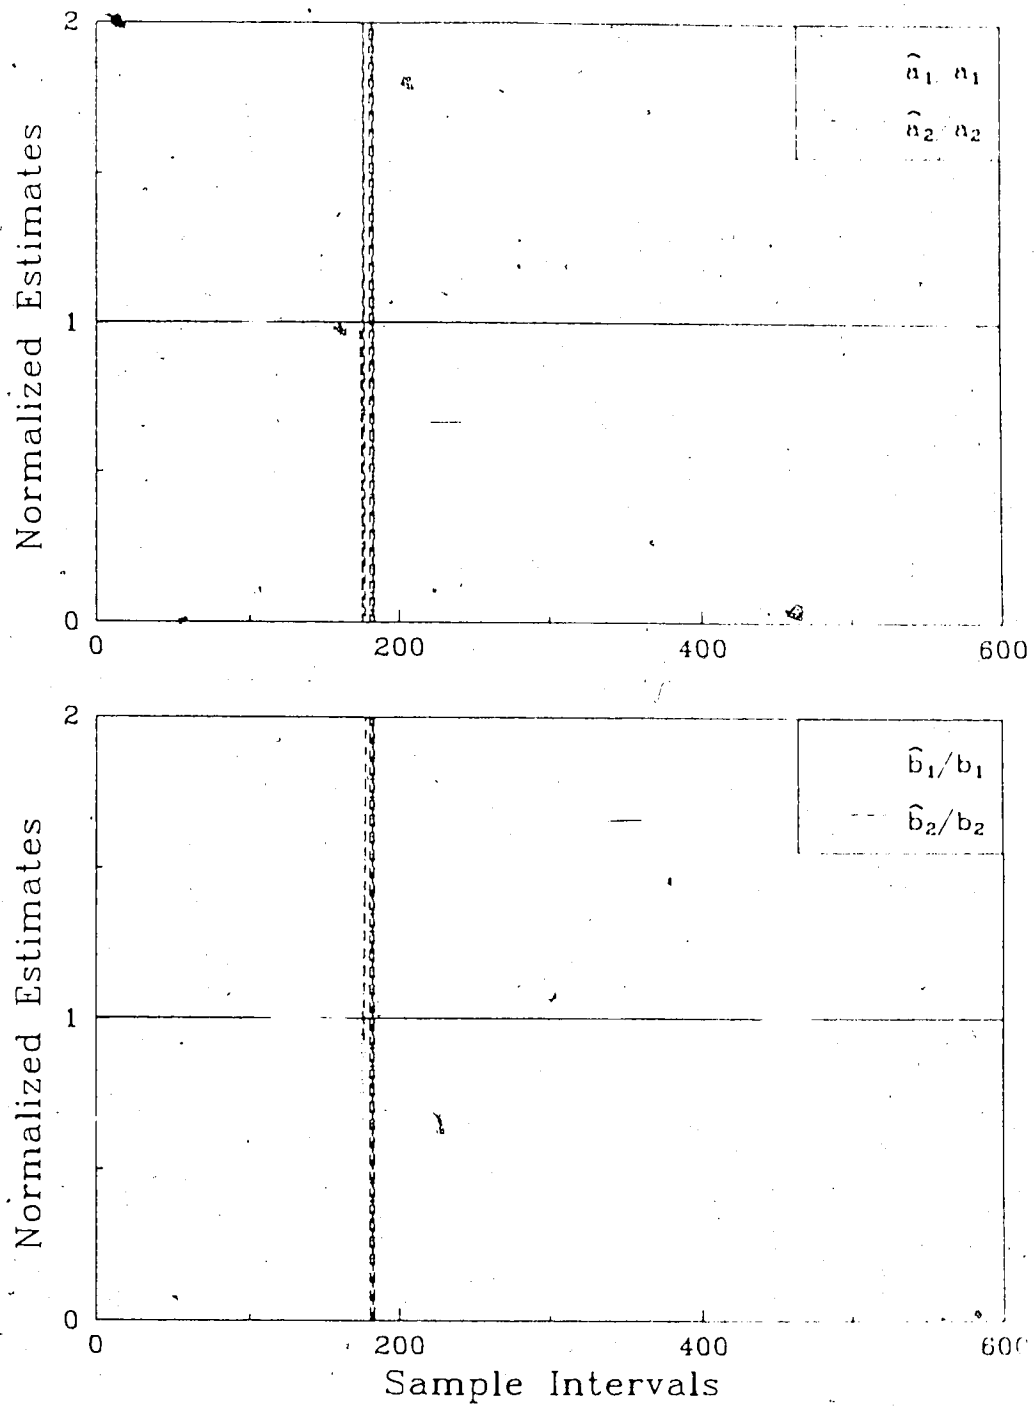 2
1
0
Normalized Estimates
â₁ a₁
â₂/a₂
0 200 400 600
2
1
0
Normalized Estimates
b̂₁/b₁
b̂₂/b₂
0 200 400 600
Sample Intervals